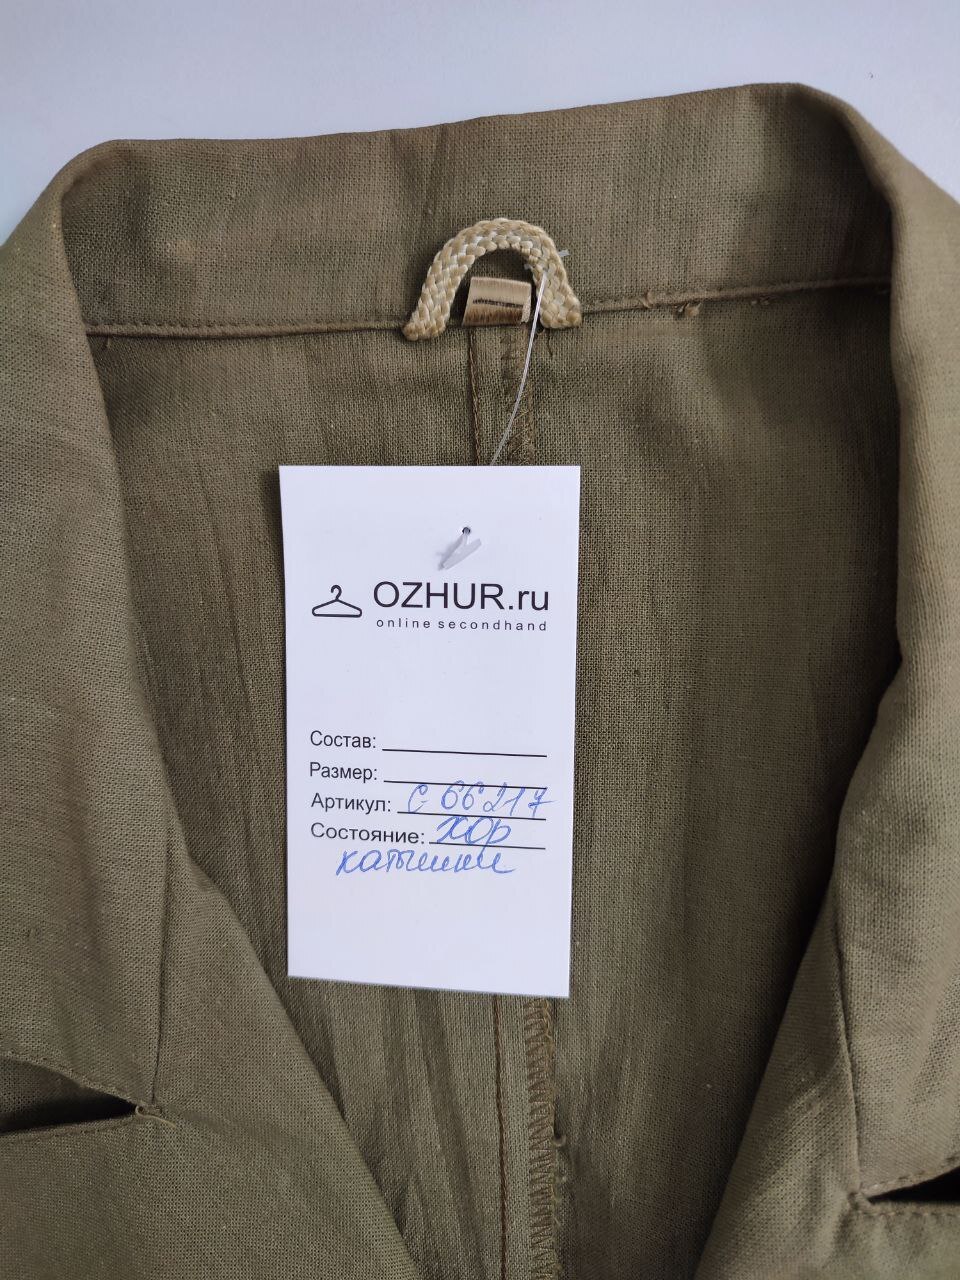 OZHUR.ru
online secondhand
Состав:
Размер:
Артикул: С 66217
Состояние: хор
катышки